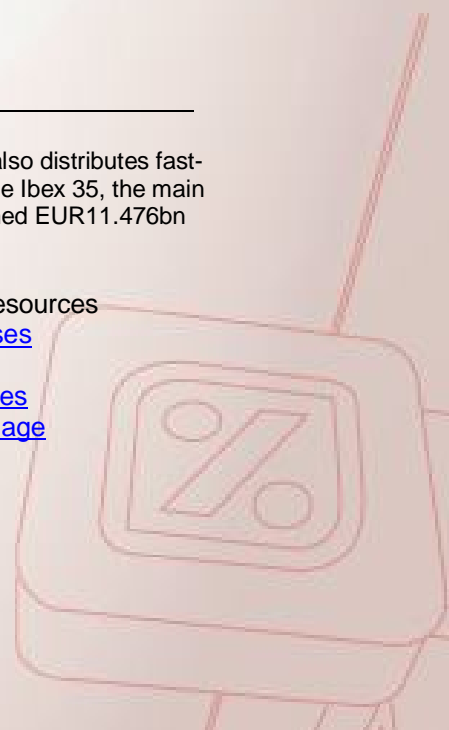 also distributes fast-
e Ibex 35, the main
ed EUR11.476bn
esources
ses
es
age